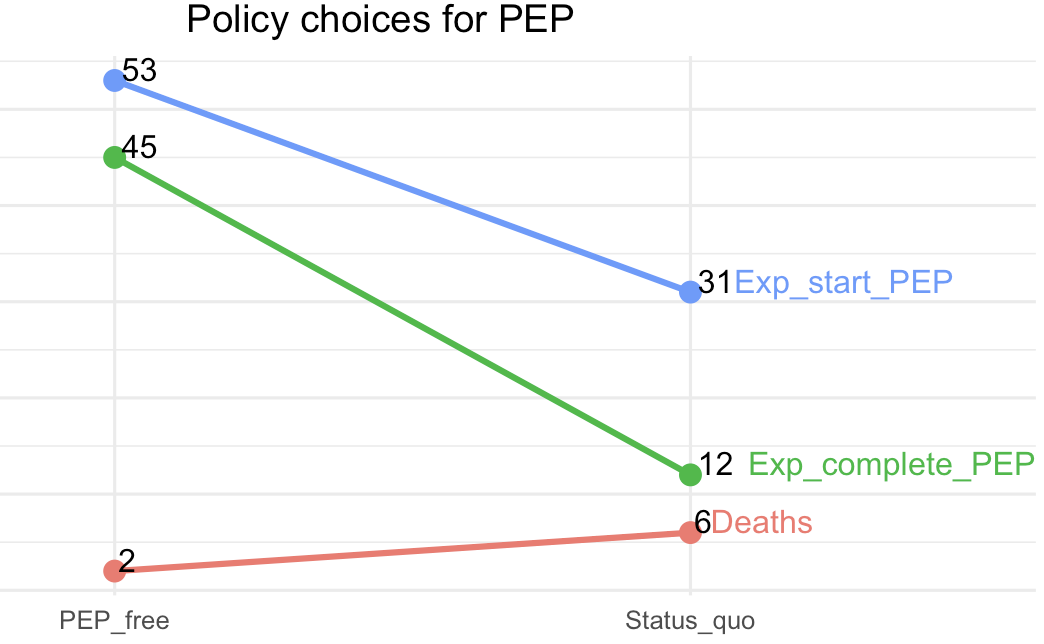 Policy choices for PEP
53
45
31 Exp_start_PEP
12 Exp_complete_PEP
6 Deaths
2
PEP_free Status_quo